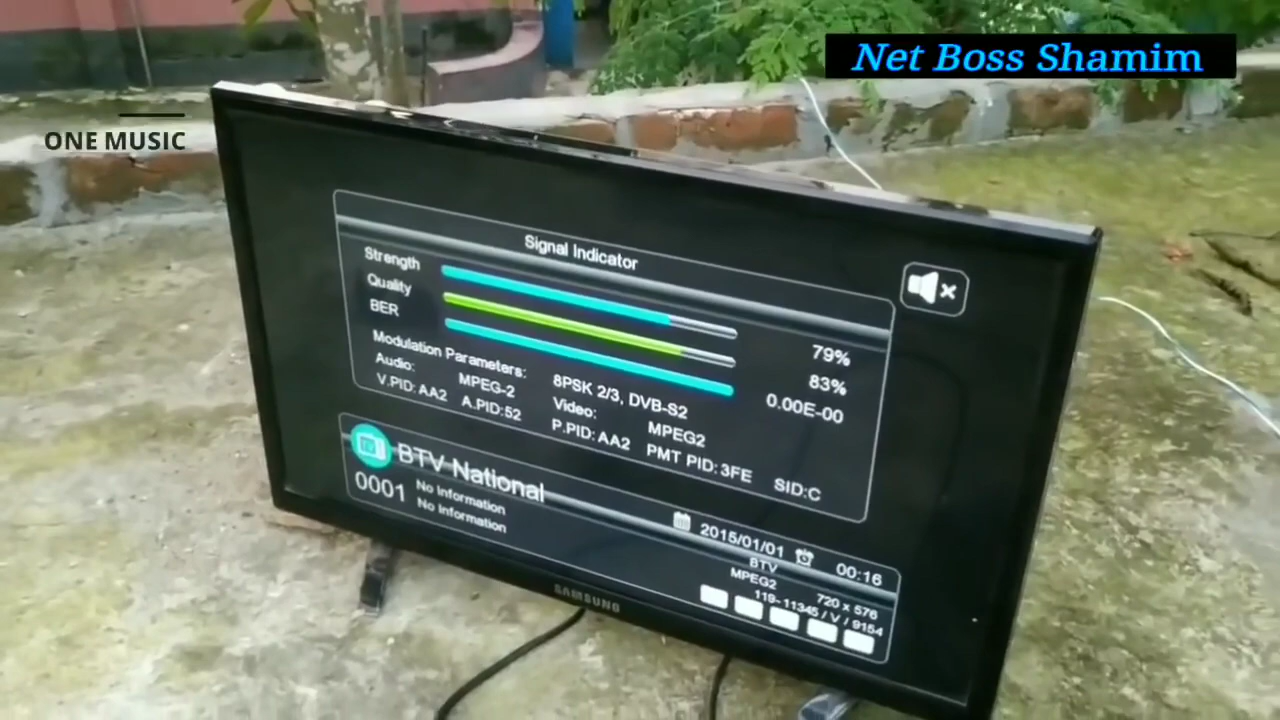 Net Boss Shamim
ONE MUSIC
Signal Indicator
Strength 79%
Quality 83%
BER 0.00E-00
Modulation Parameters: 8PSK 2/3, DVB-S2
Audio: MPEG-2 Video: MPEG2
V.PID: AA2 A.PID:52 P.PID: AA2 PMT PID: 3FE SID:C
BTV National
0001 No Information
No Information
2015/01/01 00:16
BTV
MPEG2 720 x 576
119- 11345 / V / 9154
SAMSUNG